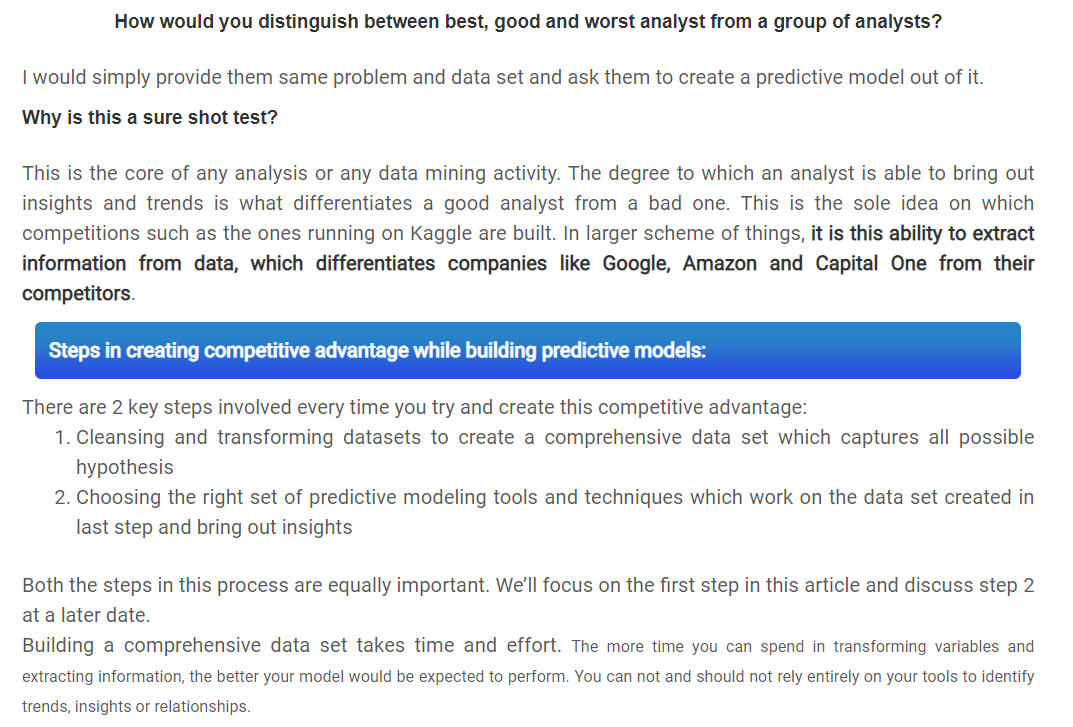 How would you distinguish between best, good and worst analyst from a group of analysts?
I would simply provide them same problem and data set and ask them to create a predictive model out of it.
Why is this a sure shot test?
This is the core of any analysis or any data mining activity. The degree to which an analyst is able to bring out
insights and trends is what differentiates a good analyst from a bad one. This is the sole idea on which
competitions such as the ones running on Kaggle are built. In larger scheme of things, it is this ability to extract
information from data, which differentiates companies like Google, Amazon and Capital One from their
competitors.
Steps in creating competitive advantage while building predictive models:
There are 2 key steps involved every time you try and create this competitive advantage:
1. Cleansing and transforming datasets to create a comprehensive data set which captures all possible
hypothesis
2. Choosing the right set of predictive modeling tools and techniques which work on the data set created in
last step and bring out insights
Both the steps in this process are equally important. We’ll focus on the first step in this article and discuss step 2
at a later date.
Building a comprehensive data set takes time and effort. The more time you can spend in transforming variables and
extracting information, the better your model would be expected to perform. You can not and should not rely entirely on your tools to identify
trends, insights or relationships.